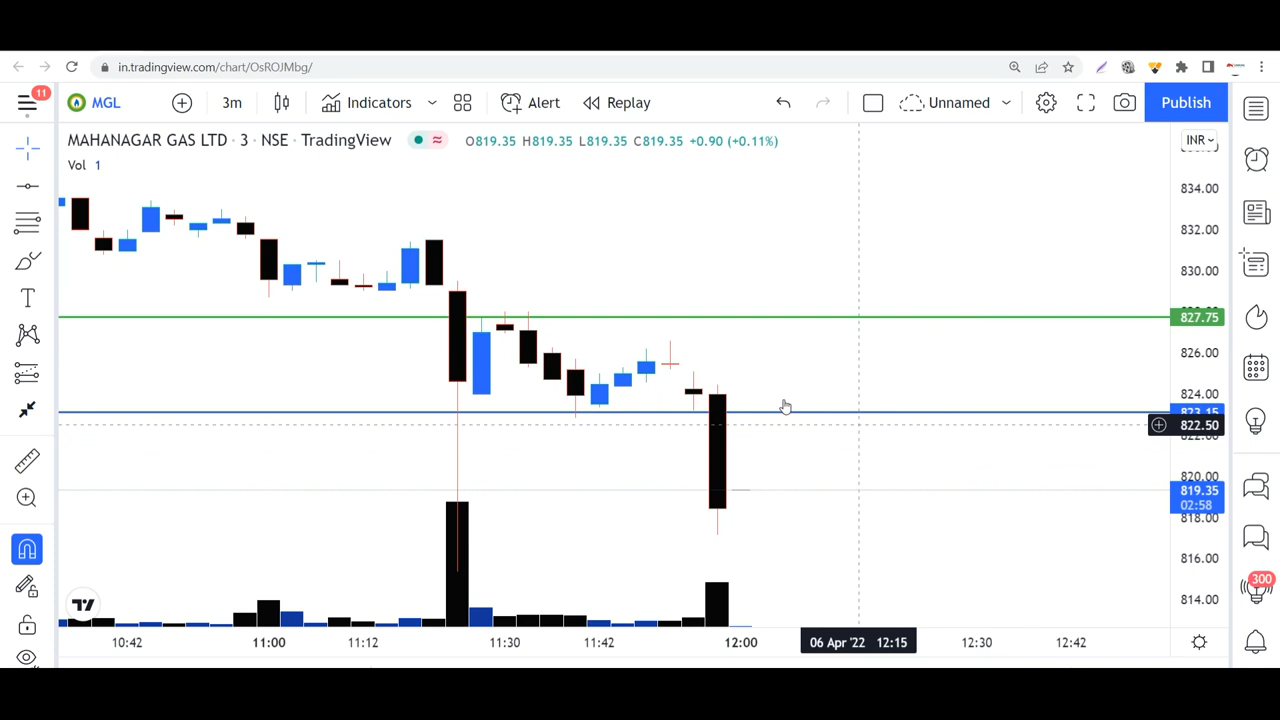 in.tradingview.com/chart/OsROJMbg/
11
MGL
3m
Indicators
Alert
Replay
Unnamed
Publish
MAHANAGAR GAS LTD · 3 · NSE · TradingView
O819.35 H819.35 L819.35 C819.35 +0.90 (+0.11%)
INR
Vol 1
834.00
832.00
830.00
827.75
826.00
824.00
823.15
822.50
822.00
820.00
819.35
02:58
818.00
816.00
814.00
300
10:42
11:00
11:12
11:30
11:42
12:00
06 Apr '22 12:15
12:30
12:42